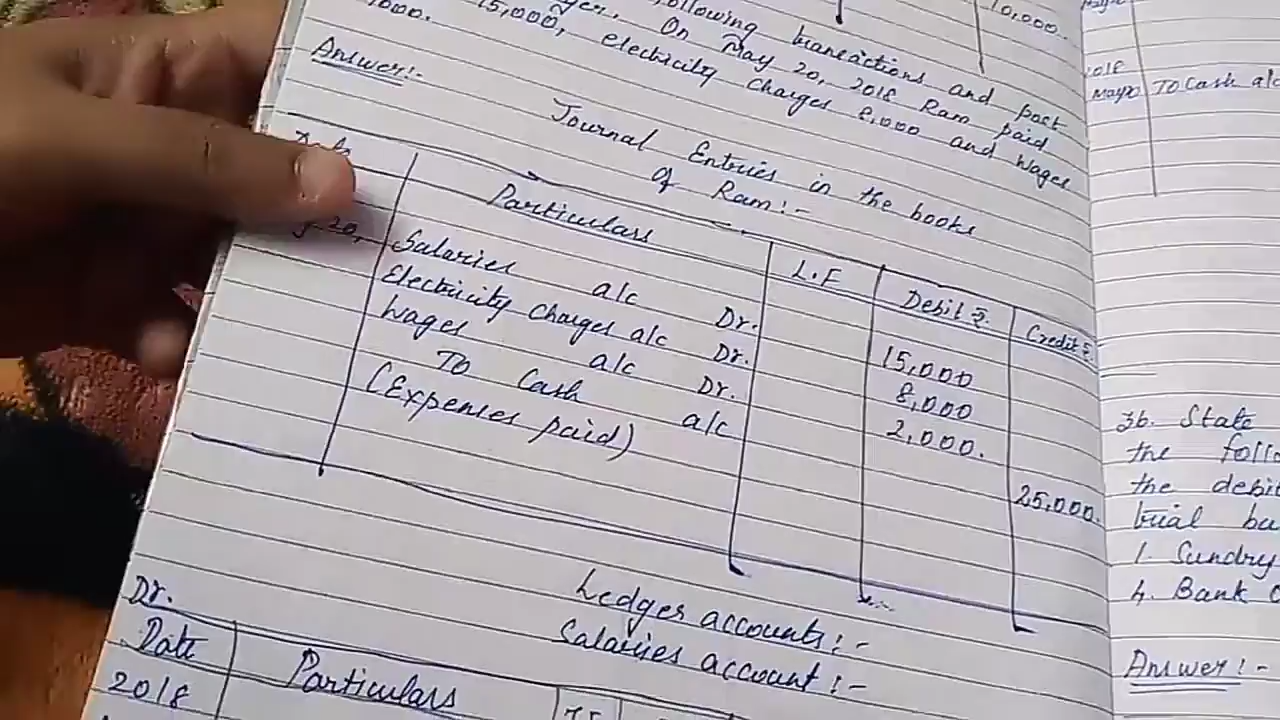 10,000.
following transactions and post
On May 20, 2018 Ram paid
15,000, electricity charges 8,000 and wages
Answer:-
Journal Entries in the books
of Ram:-
Particulars L.F Debit ₹. Credit ₹.
20,
Salaries a/c Dr. 15,000
Electricity charges a/c Dr. 8,000
Wages a/c Dr. 2,000.
To Cash a/c 25,000.
(Expenses paid)
Ledger accounts:-
Salaries account:-
Dr.
Date Particulars
2018
2018
To Cash a/c
36. State
the
the debit
1. Sundry
4. Bank
Answer:-